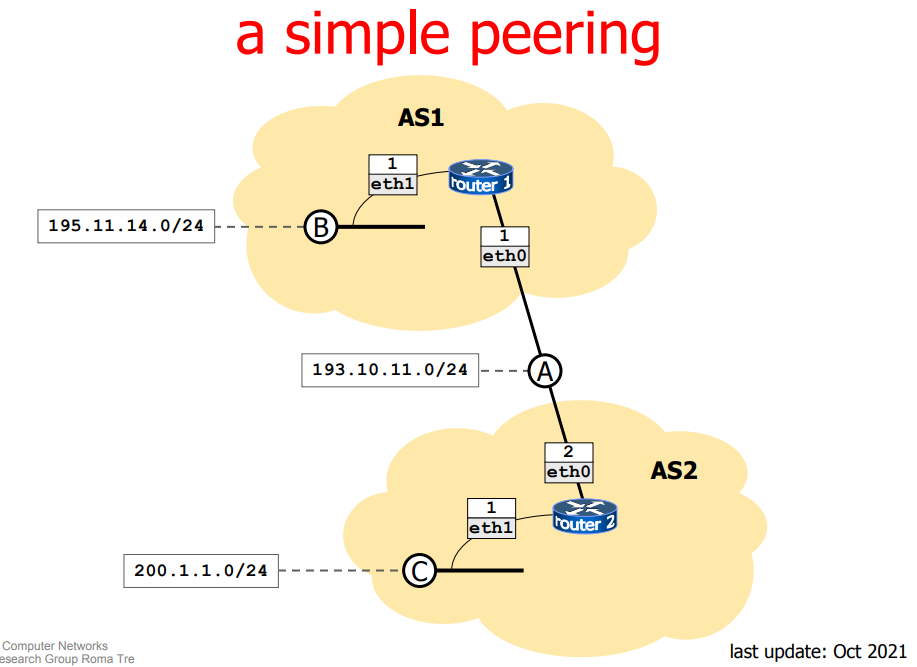 a simple peering
AS1
1
eth1
router 1
195.11.14.0/24
B
1
eth0
193.10.11.0/24
A
2
eth0
AS2
1
eth1
router 2
200.1.1.0/24
C
Computer Networks
esearch Group Roma Tre
last update: Oct 2021